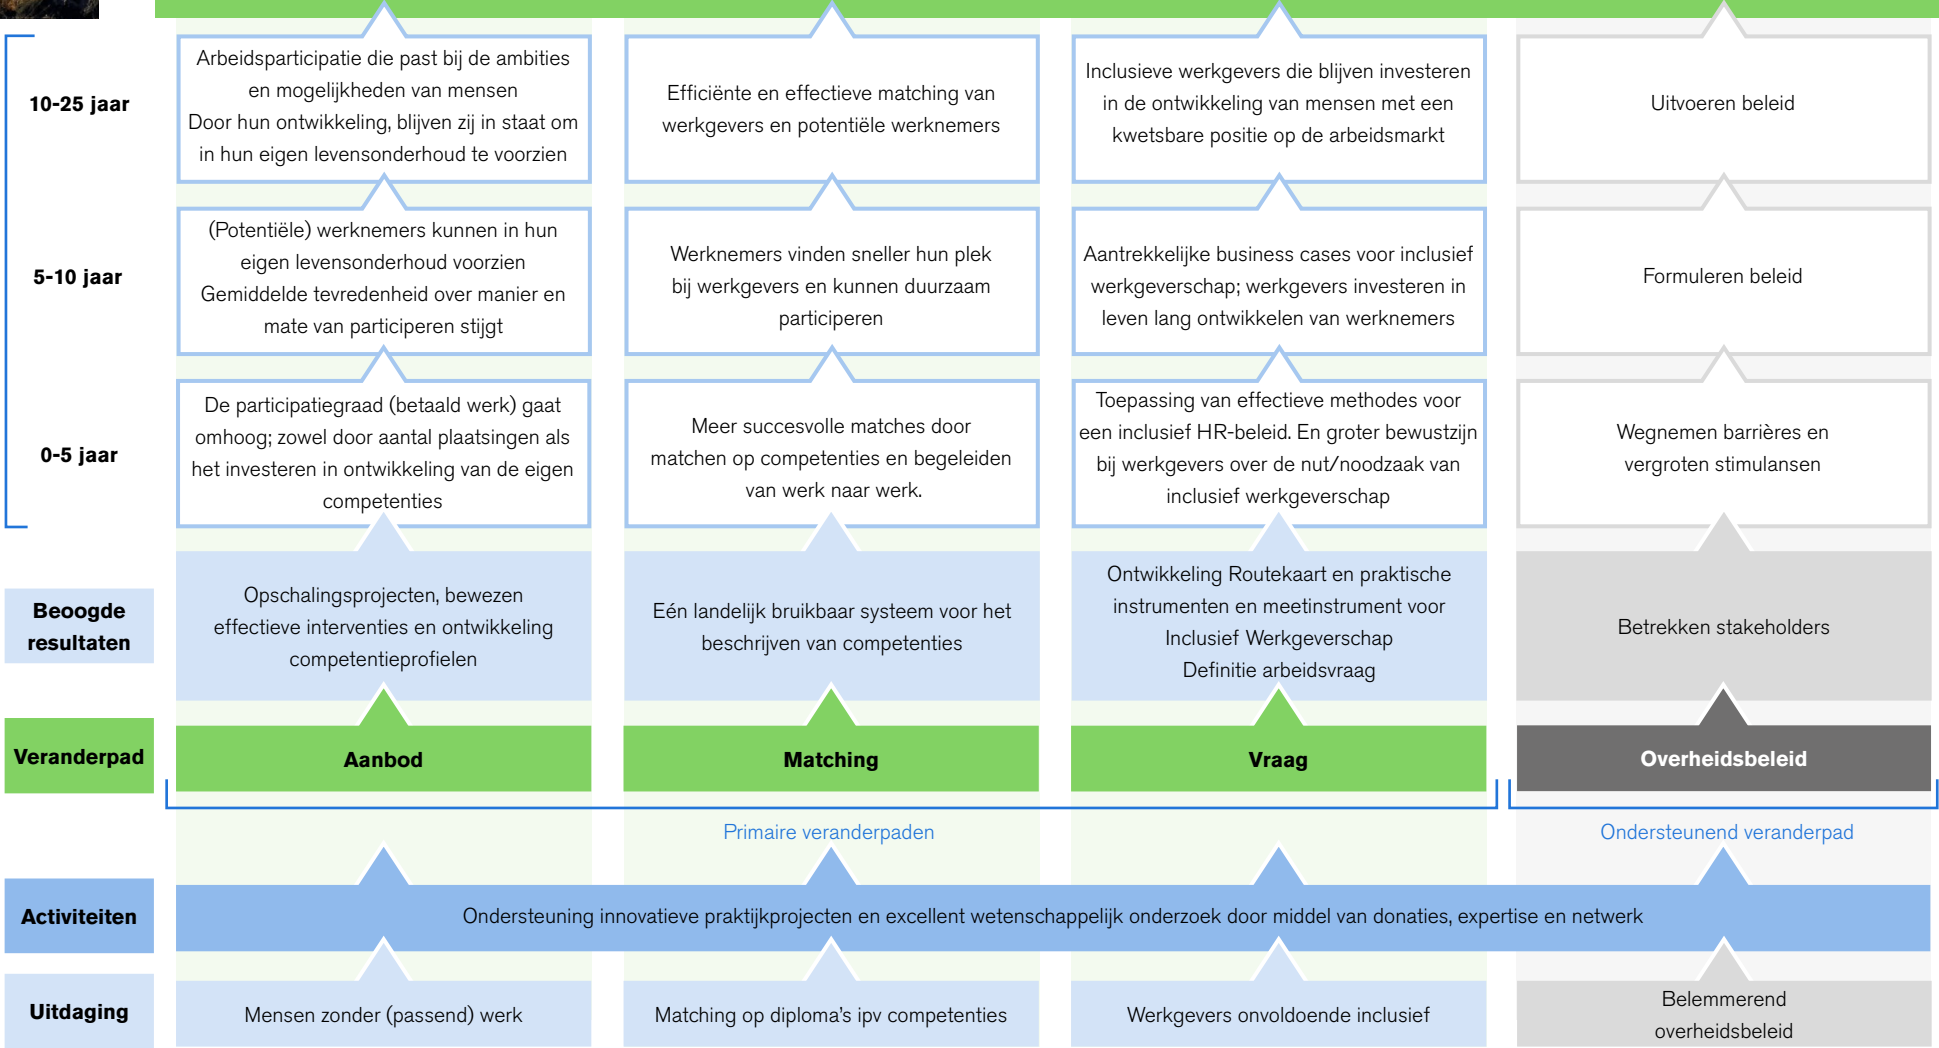 10-25 jaar
Arbeidsparticipatie die past bij de ambities
en mogelijkheden van mensen
Door hun ontwikkeling, blijven zij in staat om
in hun eigen levensonderhoud te voorzien
Efficiënte en effectieve matching van
werkgevers en potentiële werknemers
Inclusieve werkgevers die blijven investeren
in de ontwikkeling van mensen met een
kwetsbare positie op de arbeidsmarkt
Uitvoeren beleid
5-10 jaar
(Potentiële) werknemers kunnen in hun
eigen levensonderhoud voorzien
Gemiddelde tevredenheid over manier en
mate van participeren stijgt
Werknemers vinden sneller hun plek
bij werkgevers en kunnen duurzaam
participeren
Aantrekkelijke business cases voor inclusief
werkgeverschap; werkgevers investeren in
leven lang ontwikkelen van werknemers
Formuleren beleid
0-5 jaar
De participatiegraad (betaald werk) gaat
omhoog; zowel door aantal plaatsingen als
het investeren in ontwikkeling van de eigen
competenties
Meer succesvolle matches door
matchen op competenties en begeleiden
van werk naar werk.
Toepassing van effectieve methodes voor
een inclusief HR-beleid. En groter bewustzijn
bij werkgevers over de nut/noodzaak van
inclusief werkgeverschap
Wegnemen barrières en
vergroten stimulansen
Beoogde
resultaten
Opschalingsprojecten, bewezen
effectieve interventies en ontwikkeling
competentieprofielen
Eén landelijk bruikbaar systeem voor het
beschrijven van competenties
Ontwikkeling Routekaart en praktische
instrumenten en meetinstrument voor
Inclusief Werkgeverschap
Definitie arbeidsvraag
Betrekken stakeholders
Veranderpad
Aanbod
Matching
Vraag
Overheidsbeleid
Primaire veranderpaden
Ondersteunend veranderpad
Activiteiten
Ondersteuning innovatieve praktijkprojecten en excellent wetenschappelijk onderzoek door middel van donaties, expertise en netwerk
Uitdaging
Mensen zonder (passend) werk
Matching op diploma's ipv competenties
Werkgevers onvoldoende inclusief
Belemmerend
overheidsbeleid